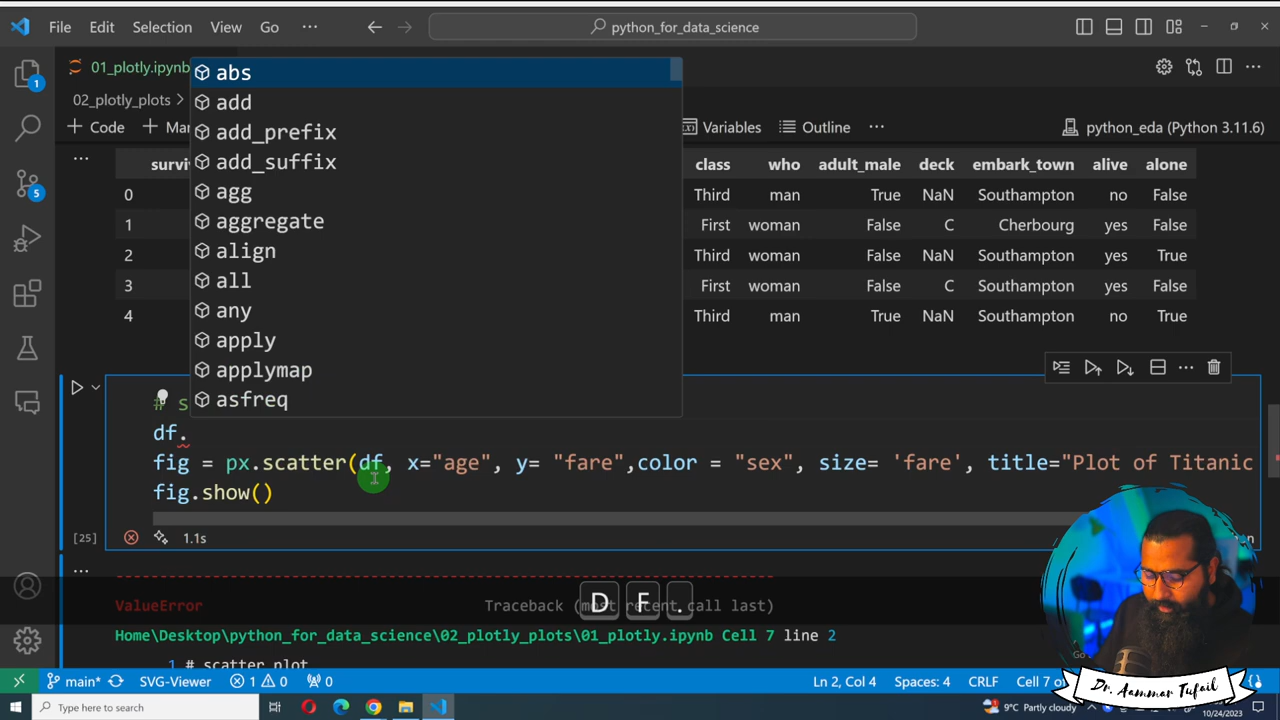 File Edit Selection View Go ··· python_for_data_science
01_plotly.ipynb
02_plotly_plots >
+ Code + Mar Variables Outline ··· python_eda (Python 3.11.6)
abs
add
add_prefix
add_suffix
agg
aggregate
align
all
any
apply
applymap
asfreq
class who adult_male deck embark_town alive alone
0 Third man True NaN Southampton no False
1 First woman False C Cherbourg yes False
2 Third woman False NaN Southampton yes True
3 First woman False C Southampton yes False
4 Third man True NaN Southampton no True
# s
df.
fig = px.scatter(df, x="age", y= "fare",color = "sex", size= 'fare', title="Plot of Titanic
fig.show()
[25] 1.1s
D F .
ValueError Traceback (most recent call last)
Home\Desktop\python_for_data_science\02_plotly_plots\01_plotly.ipynb Cell 7 line 2
1 # scatter plot
main* SVG-Viewer 1 0 0 Ln 2, Col 4 Spaces: 4 CRLF Cell 7 of
Dr. Aammar Tufail
Type here to search 9°C Partly cloudy 10/24/2023
1
5